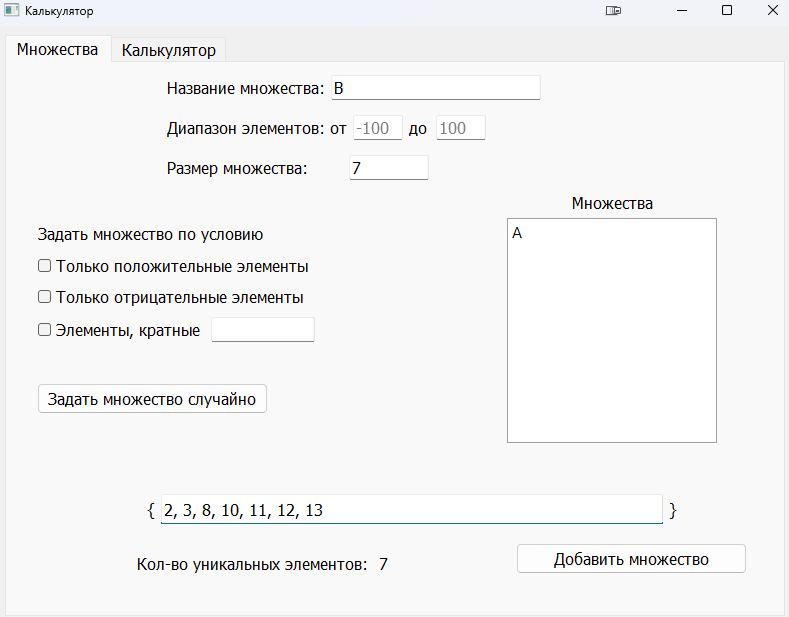 Калькулятор
Множества Калькулятор
Название множества: B
Диапазон элементов: от -100 до 100
Размер множества: 7
Множества
A
Задать множество по условию
Только положительные элементы
Только отрицательные элементы
Элементы, кратные
Задать множество случайно
{ 2, 3, 8, 10, 11, 12, 13 }
Кол-во уникальных элементов: 7
Добавить множество